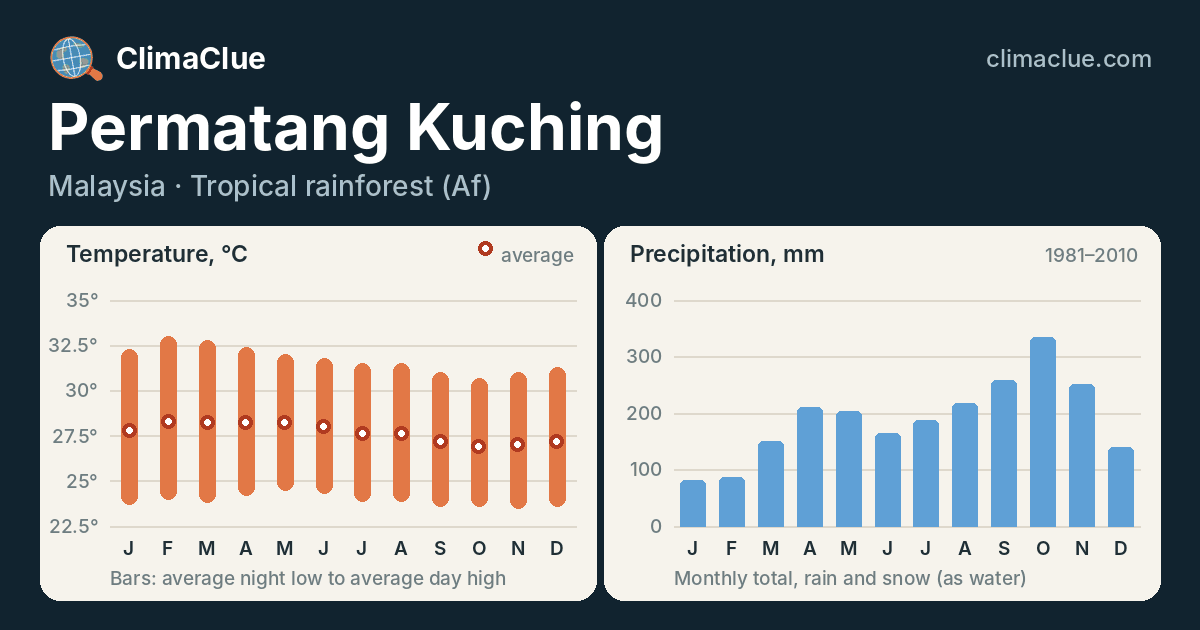 ClimaClue
climaclue.com
Permatang Kuching
Malaysia · Tropical rainforest (Af)
Temperature, °C
average
35°
32.5°
30°
27.5°
25°
22.5°
J F M A M J J A S O N D
Bars: average night low to average day high
Precipitation, mm
1981–2010
400
300
200
100
0
J F M A M J J A S O N D
Monthly total, rain and snow (as water)